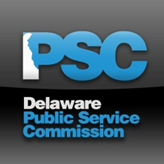 PSC
Delaware
Public Service
Commission